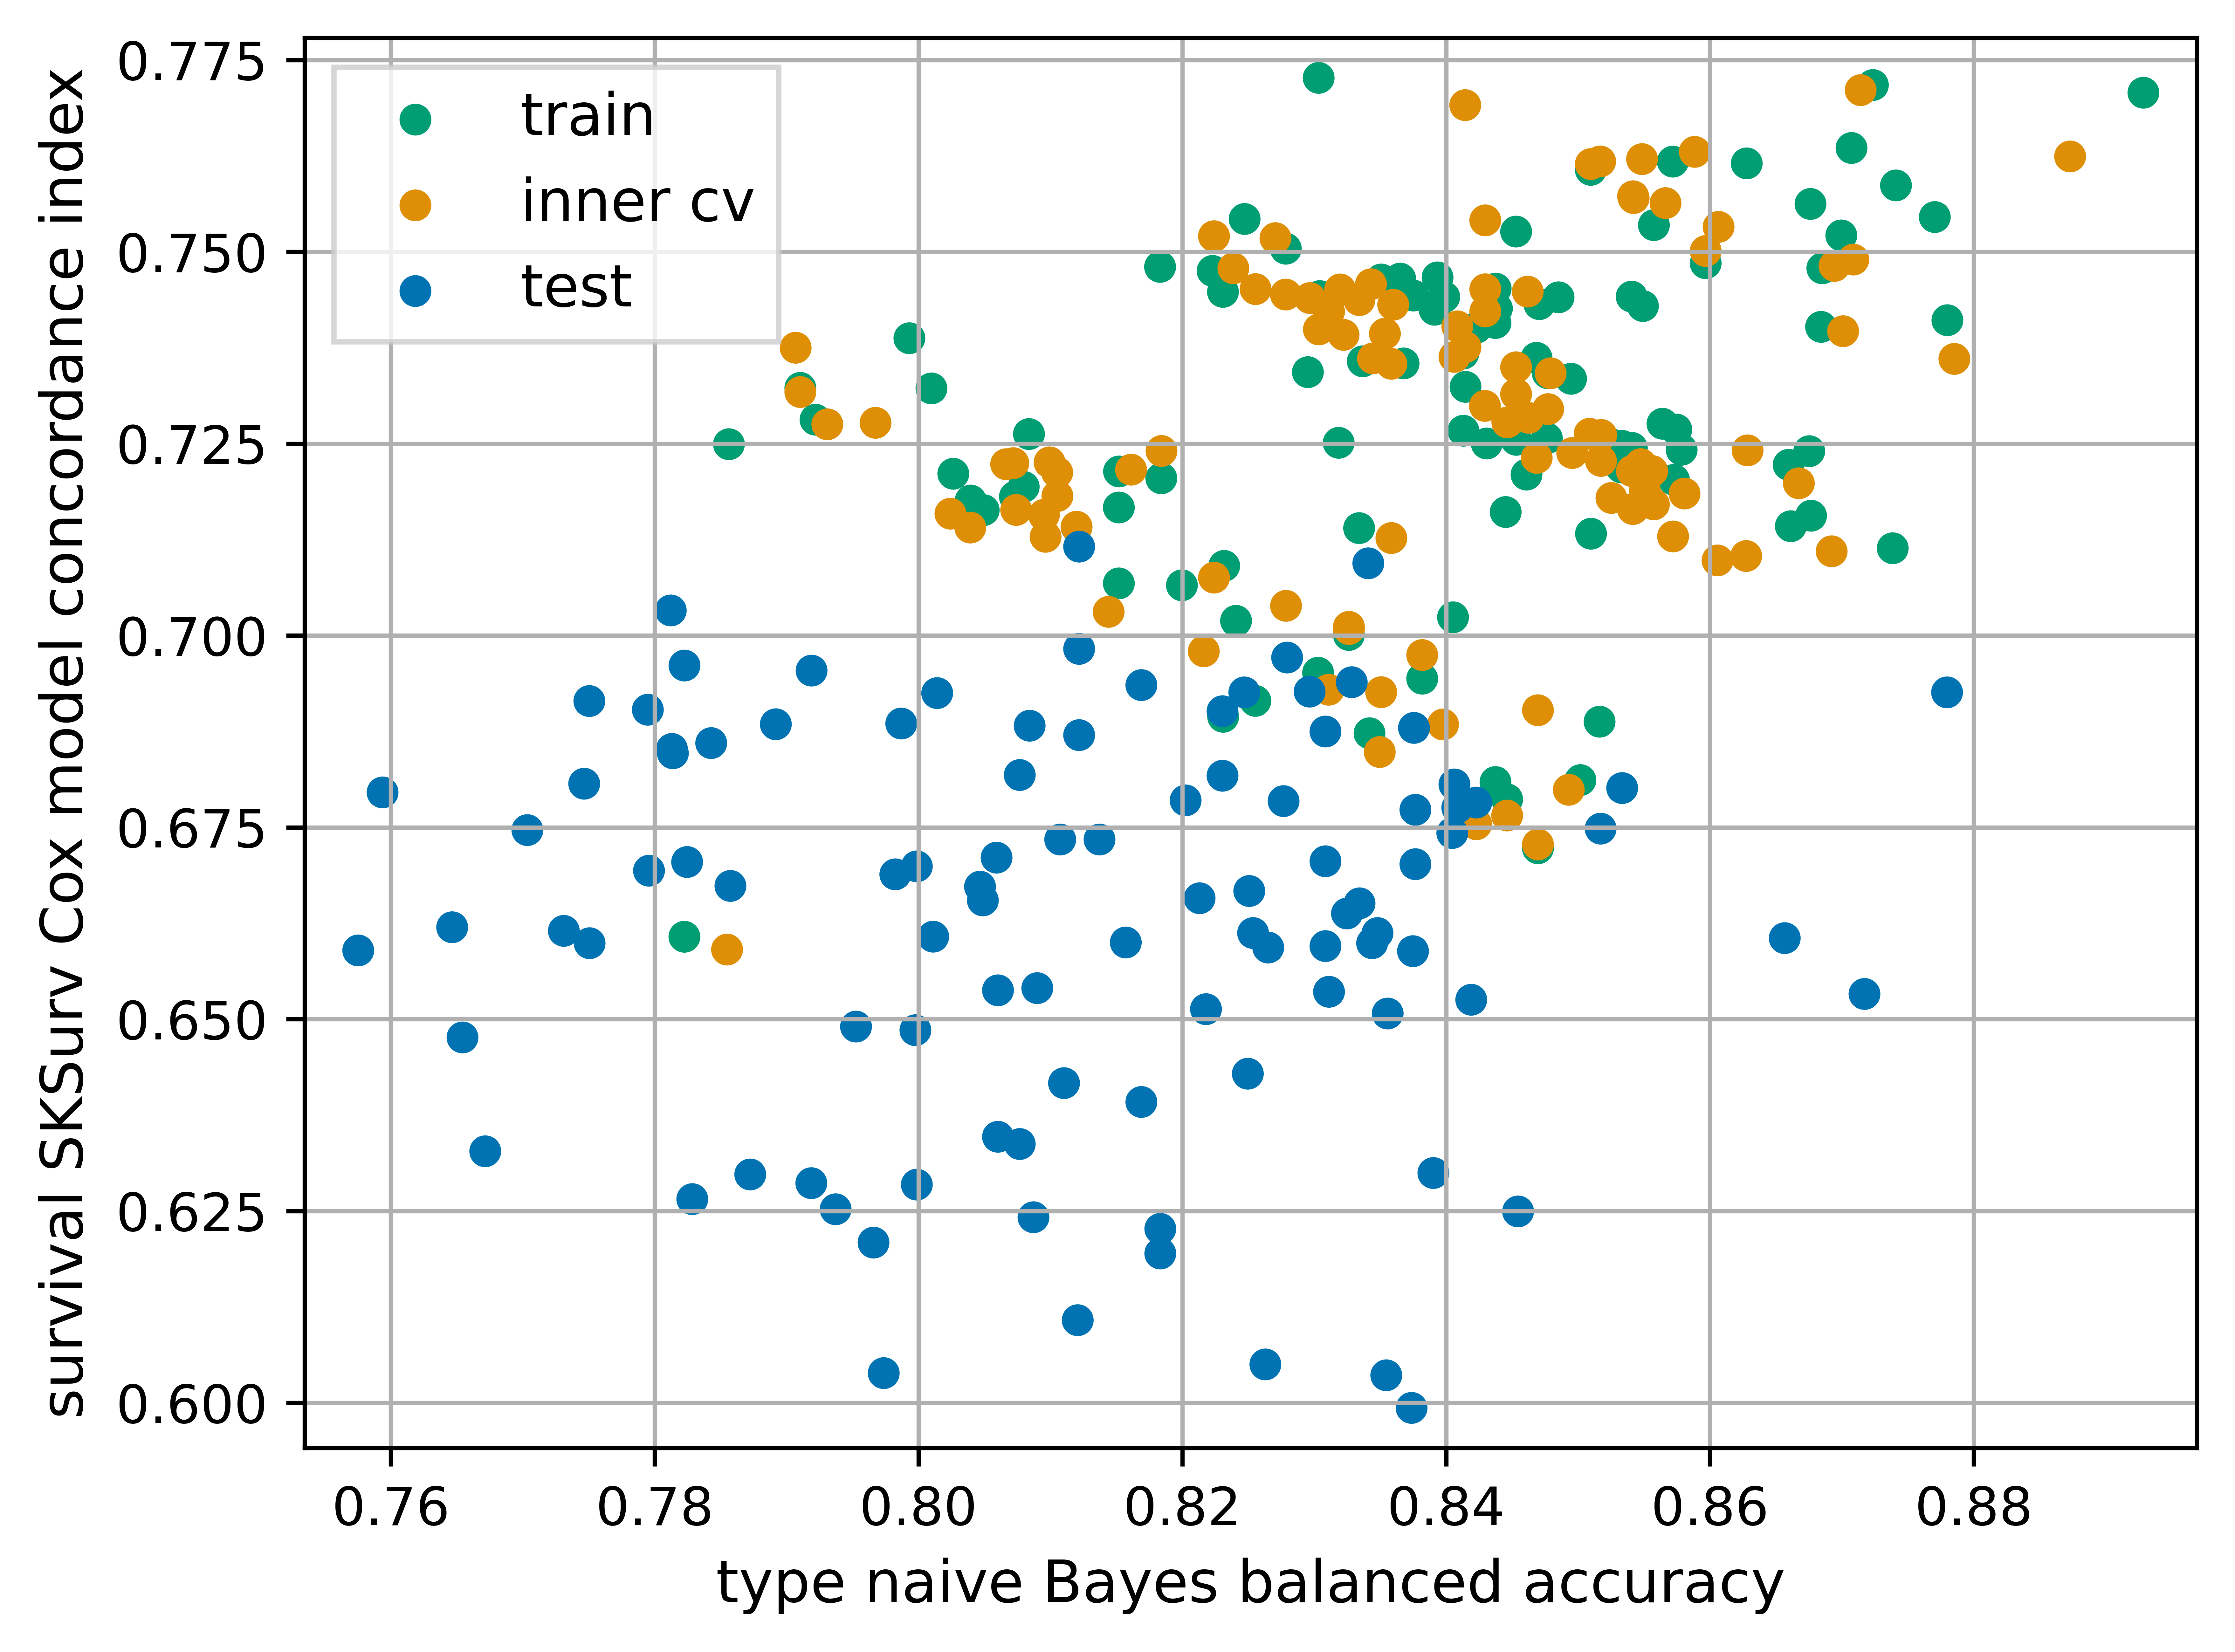 survival SKSurv Cox model concordance index
0.775
0.750
0.725
0.700
0.675
0.650
0.625
0.600
train
inner cv
test
0.76 0.78 0.80 0.82 0.84 0.86 0.88
type naive Bayes balanced accuracy